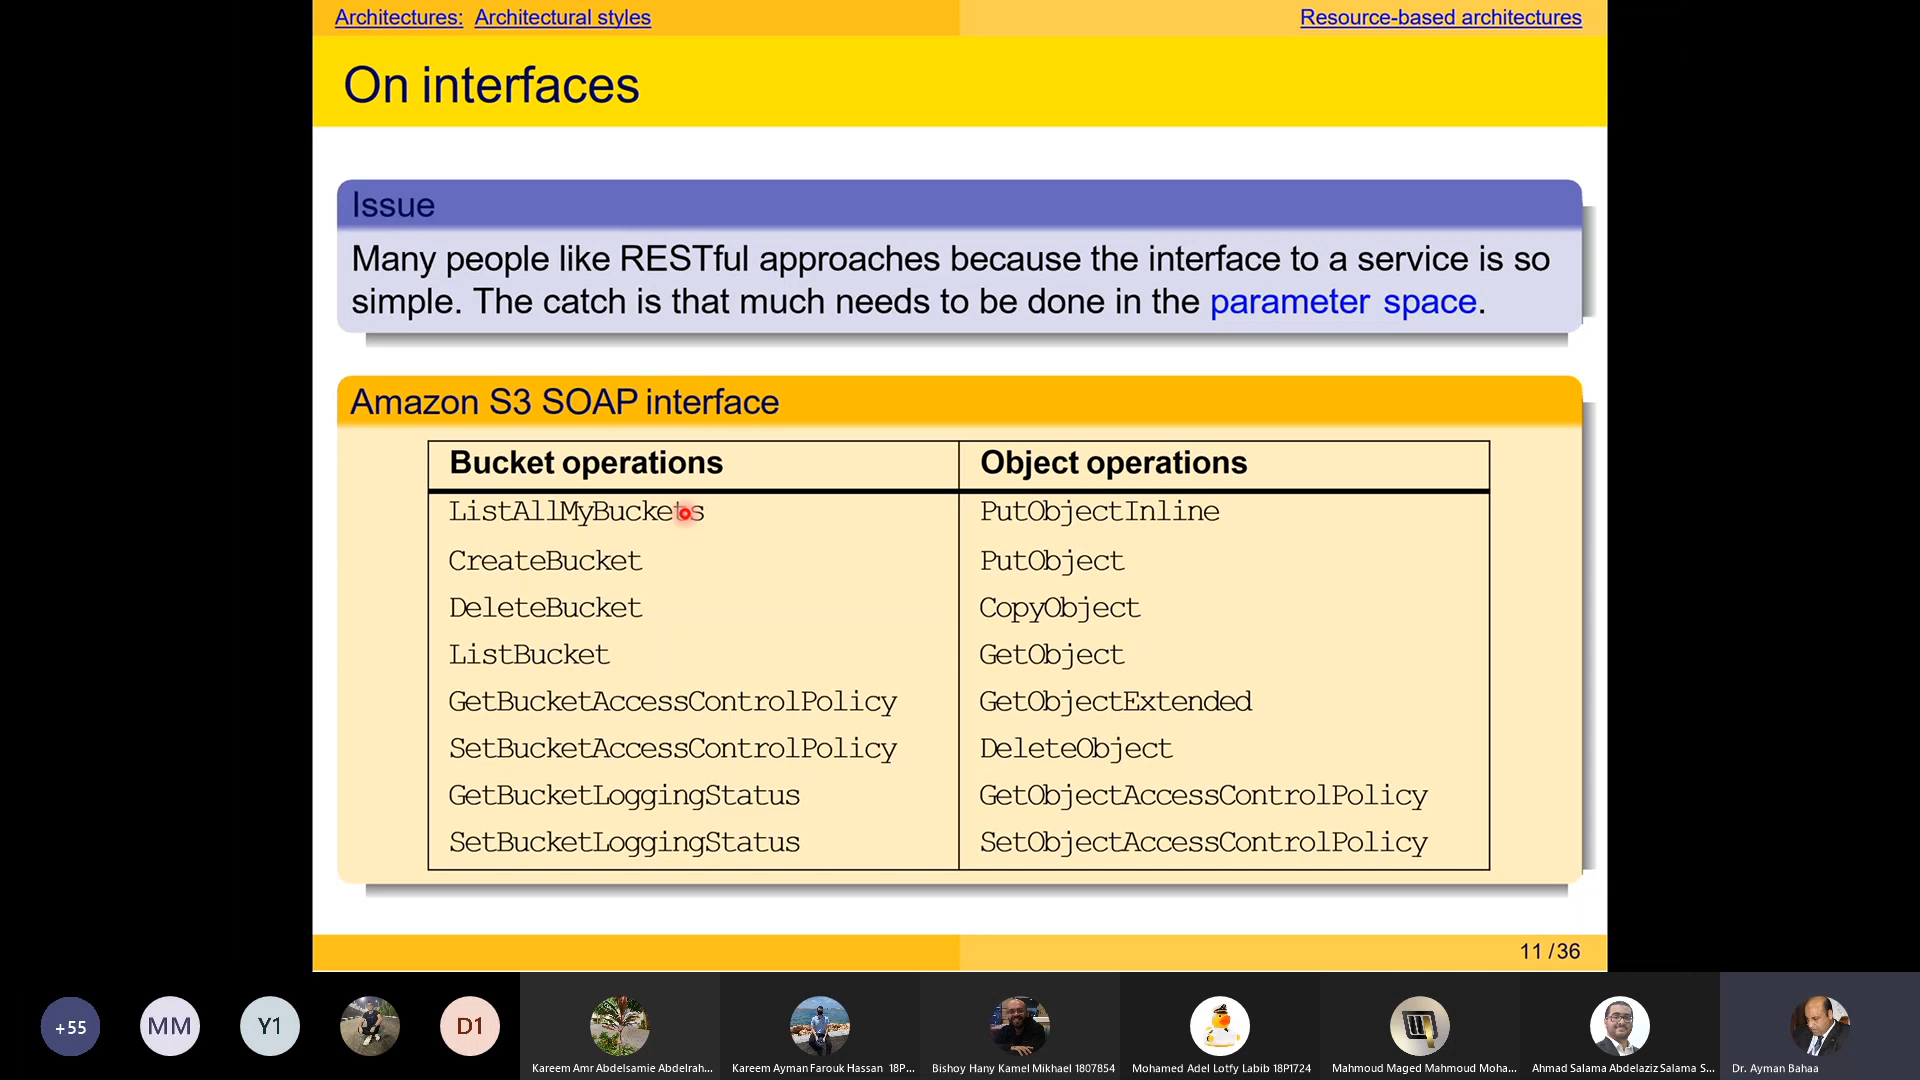 Architectures: Architectural styles
Resource-based architectures
On interfaces
Issue
Many people like RESTful approaches because the interface to a service is so
simple. The catch is that much needs to be done in the parameter space.
Amazon S3 SOAP interface
Bucket operations
Object operations
ListAllMyBuckets
PutObjectInline
CreateBucket
PutObject
DeleteBucket
CopyObject
ListBucket
GetObject
GetBucketAccessControlPolicy
GetObjectExtended
SetBucketAccessControlPolicy
DeleteObject
GetBucketLoggingStatus
GetObjectAccessControlPolicy
SetBucketLoggingStatus
SetObjectAccessControlPolicy
11 / 36
+55
MM
Y1
D1
Kareem Amr Abdelsamie Abdelrah...
Kareem Ayman Farouk Hassan 18P...
Bishoy Hany Kamel Mikhael 1807854
Mohamed Adel Lotfy Labib 18P1724
Mahmoud Maged Mahmoud Moha...
Ahmad Salama Abdelaziz Salama S...
Dr. Ayman Bahaa